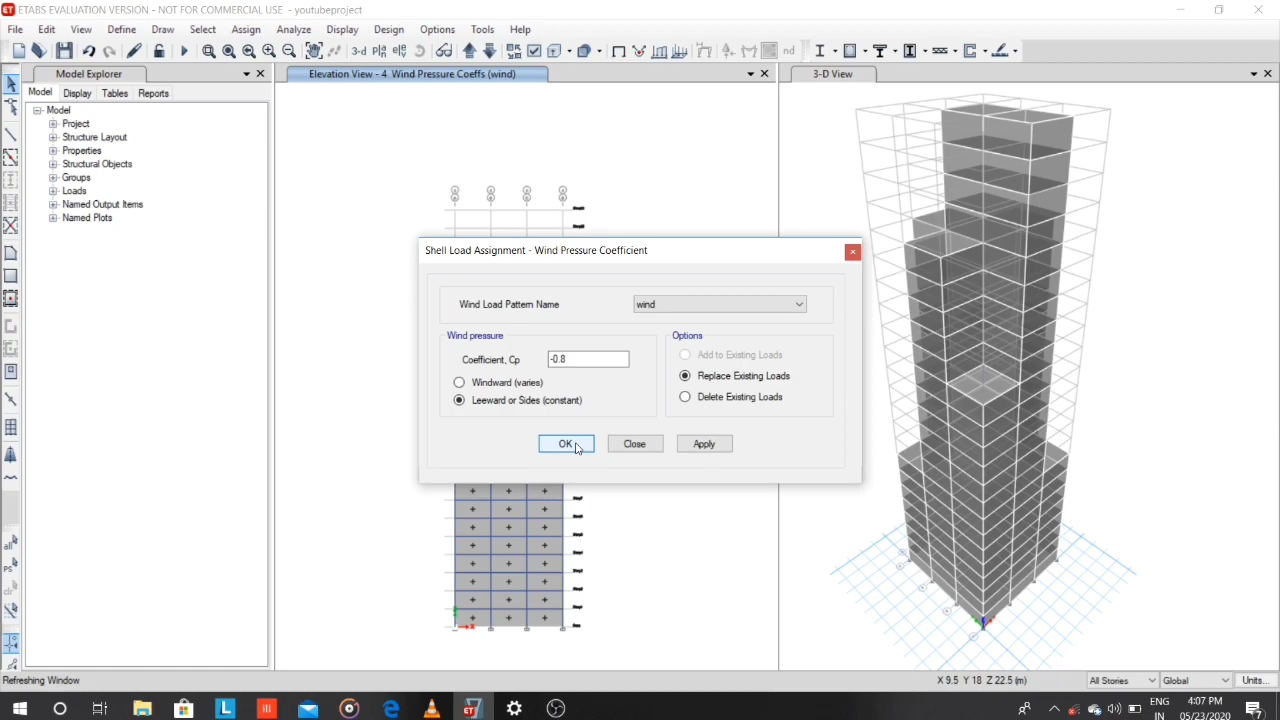 ETABS EVALUATION VERSION - NOT FOR COMMERCIAL USE - youtubeproject
File Edit View Define Draw Select Assign Analyze Display Design Options Tools Help
3-d nd
Model Explorer
Elevation View - 4 Wind Pressure Coeffs (wind)
3-D View
Model Display Tables Reports
Model
Project
Structure Layout
Properties
Structural Objects
Groups
Loads
Named Output Items
Named Plots
Shell Load Assignment - Wind Pressure Coefficient
Wind Load Pattern Name wind
Wind pressure
Coefficient, Cp -0.8
Windward (varies)
Leeward or Sides (constant)
Options
Add to Existing Loads
Replace Existing Loads
Delete Existing Loads
OK Close Apply
all
PS
clr
Refreshing Window
X 9.5 Y 18 Z 22.5 (m)
All Stories Global Units...
ENG
IN
4:07 PM
05/23/2020